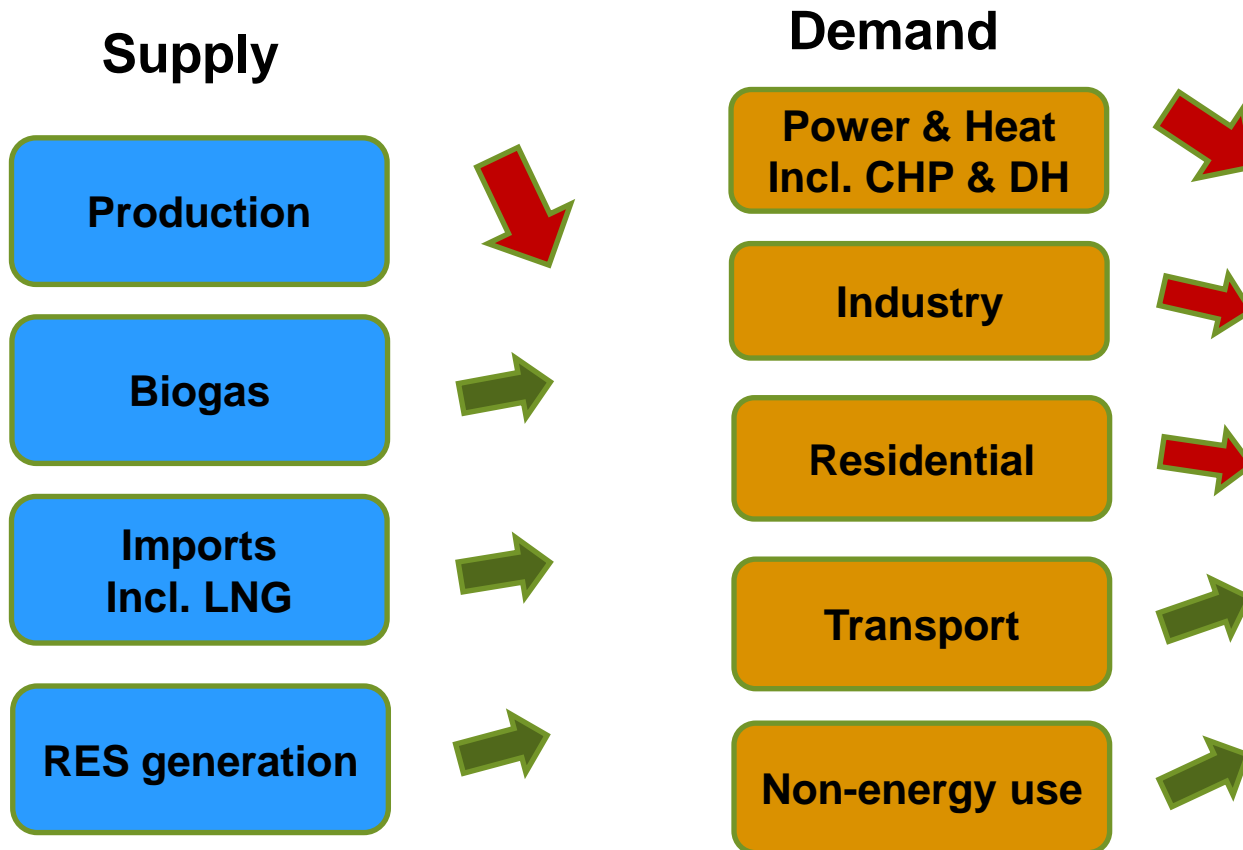 Supply
Production
Biogas
Imports
Incl. LNG
RES generation
Demand
Power & Heat
Incl. CHP & DH
Industry
Residential
Transport
Non-energy use